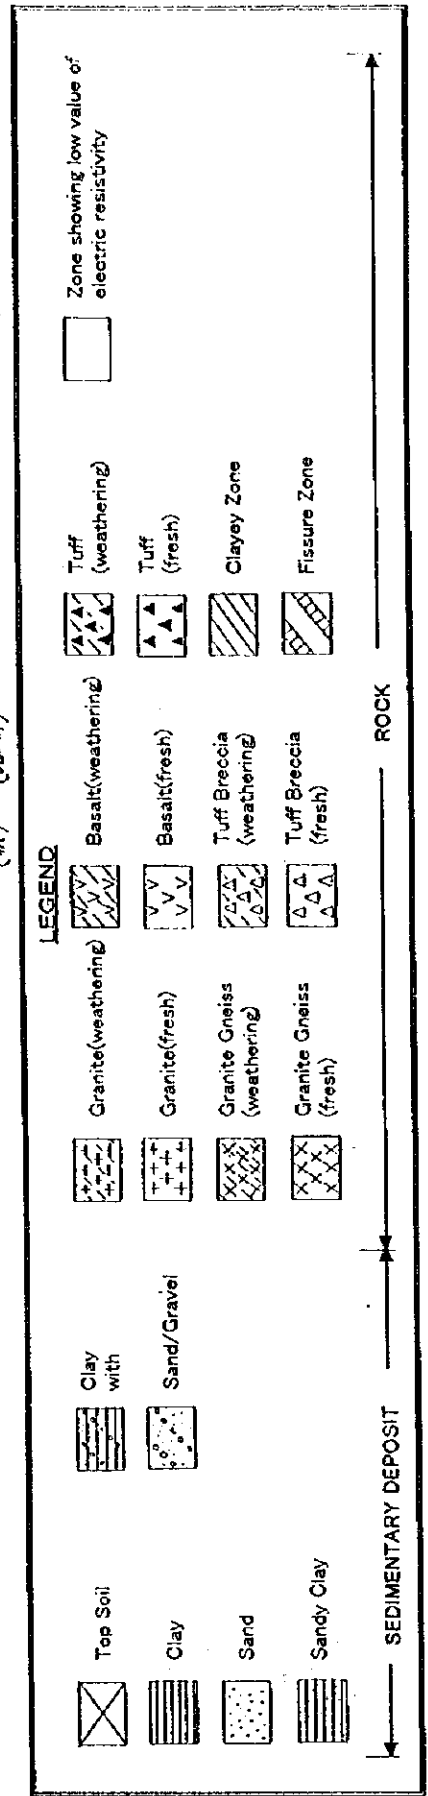 LEGEND
Top Soil
Clay
Sand
Sandy Clay
Clay
with
Sand/Gravel
Granite(weathering)
Granite(fresh)
Granite Gneiss
(weathering)
Granite Gneiss
(fresh)
Basalt(weathering)
Basalt(fresh)
Tuff Breccia
(weathering)
Tuff Breccia
(fresh)
Tuff
(weathering)
Tuff
(fresh)
Clayey Zone
Fissure Zone
Zone showing low value of
electric resistivity
SEDIMENTARY DEPOSIT
ROCK